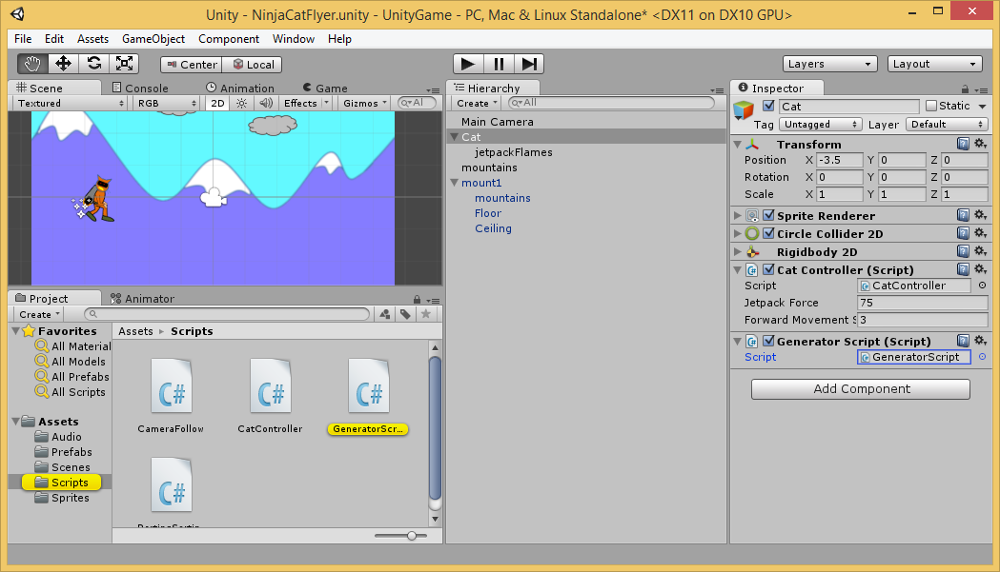 Unity - NinjaCatFlyer.unity - UnityGame - PC, Mac & Linux Standalone* <DX11 on DX10 GPU>
File Edit Assets GameObject Component Window Help
Center Local Layers Layout
Scene Console Animation Game
Textured RGB 2D Effects Gizmos Al
Hierarchy
Create All
Main Camera
Cat
jetpackFlames
mountains
mount1
mountains
Floor
Ceiling
Inspector
Cat Static
Tag Untagged Layer Default
Transform
Position X -3.5 Y 0 Z 0
Rotation X 0 Y 0 Z 0
Scale X 1 Y 1 Z 1
Sprite Renderer
Circle Collider 2D
Rigidbody 2D
Cat Controller (Script)
Script CatController
Jetpack Force 75
Forward Movement S 3
Generator Script (Script)
Script GeneratorScript
Add Component
Project Animator
Create
Favorites
All Material
All Models
All Prefabs
All Scripts
Assets
Audio
Prefabs
Scenes
Scripts
Sprites
Assets ▸ Scripts
C# C# C#
CameraFollow CatController GeneratorScr...
C#